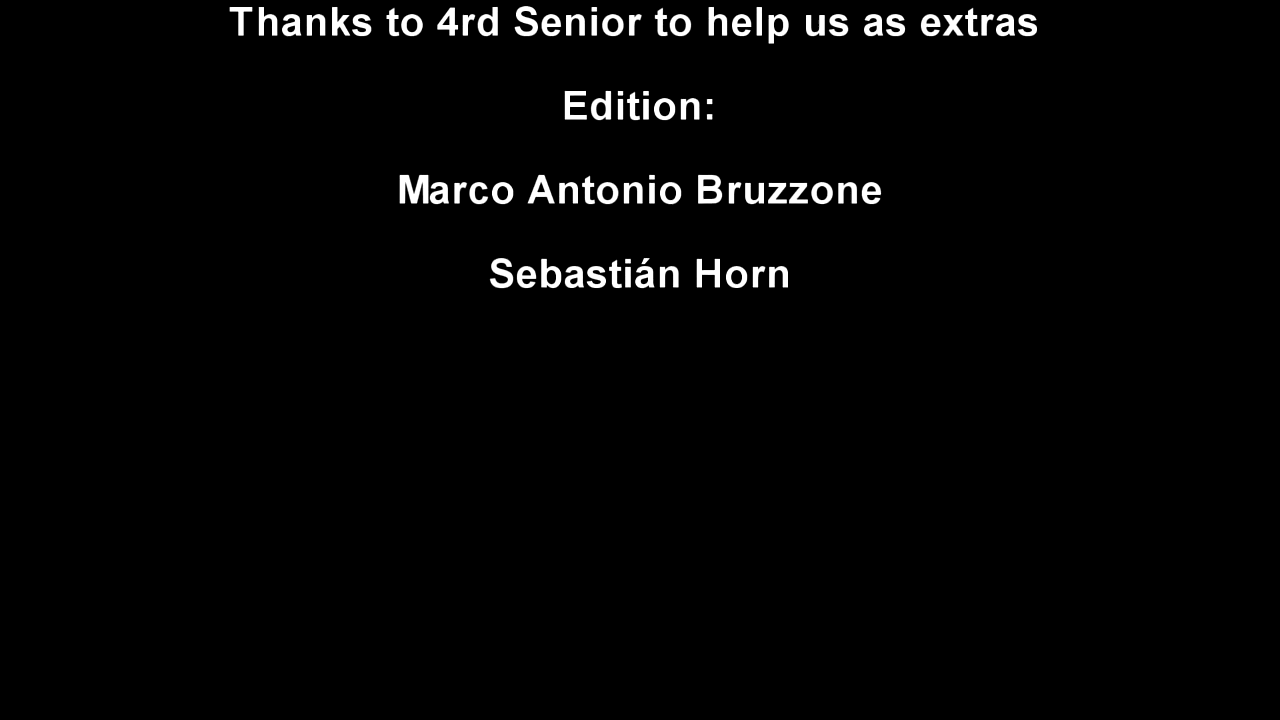 Thanks to 4rd Senior to help us as extras
Edition:
Marco Antonio Bruzzone
Sebastián Horn